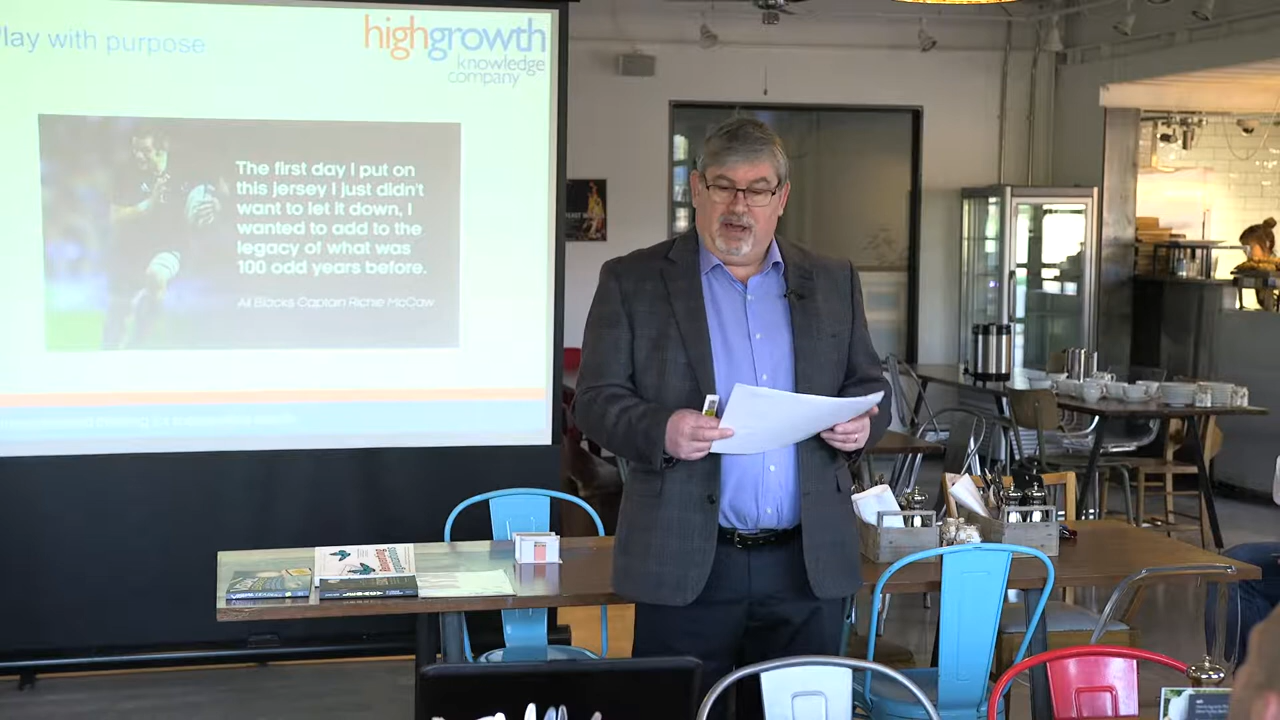 lay with purpose
highgrowth
knowledge
company
The first day I put on
this jersey I just didn't
want to let it down, I
wanted to add to the
legacy of what was
100 odd years before.
All Blacks Captain Richie McCaw